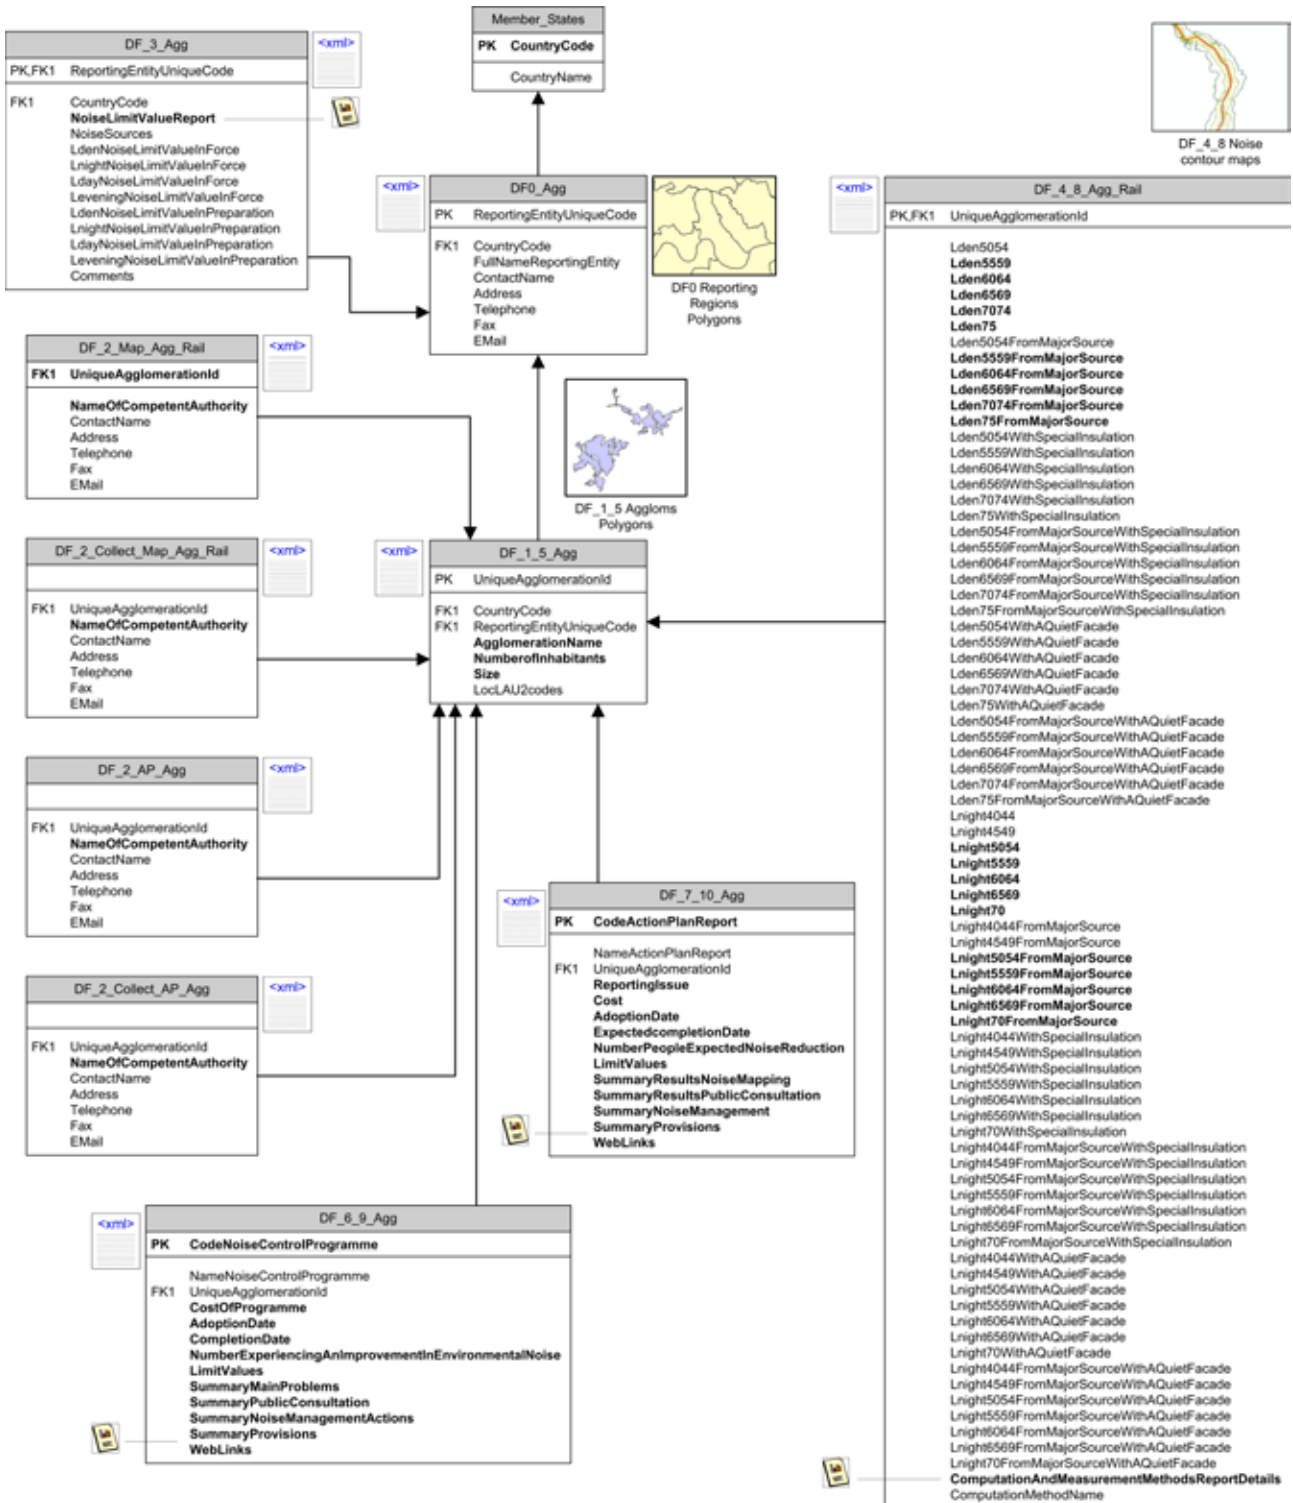 Member_States
PK CountryCode
CountryName
DF_3_Agg
<xml>
PK,FK1 ReportingEntityUniqueCode
FK1 CountryCode
NoiseLimitValueReport
NoiseSources
LdenNoiseLimitValueInForce
LnightNoiseLimitValueInForce
LdayNoiseLimitValueInForce
LeveningNoiseLimitValueInForce
LdenNoiseLimitValueInPreparation
LnightNoiseLimitValueInPreparation
LdayNoiseLimitValueInPreparation
LeveningNoiseLimitValueInPreparation
Comments
<xml>
DF0_Agg
PK ReportingEntityUniqueCode
FK1 CountryCode
FullNameReportingEntity
ContactName
Address
Telephone
Fax
EMail
DF0 Reporting
Regions
Polygons
DF_2_Map_Agg_Rail
<xml>
FK1 UniqueAgglomerationId
NameOfCompetentAuthority
ContactName
Address
Telephone
Fax
EMail
DF_1_5 Aggloms
Polygons
DF_2_Collect_Map_Agg_Rail
<xml>
FK1 UniqueAgglomerationId
NameOfCompetentAuthority
ContactName
Address
Telephone
Fax
EMail
<xml>
DF_1_5_Agg
PK UniqueAgglomerationId
FK1 CountryCode
FK1 ReportingEntityUniqueCode
AgglomerationName
NumberofInhabitants
Size
LocLAU2codes
DF_2_AP_Agg
<xml>
FK1 UniqueAgglomerationId
NameOfCompetentAuthority
ContactName
Address
Telephone
Fax
EMail
DF_2_Collect_AP_Agg
<xml>
FK1 UniqueAgglomerationId
NameOfCompetentAuthority
ContactName
Address
Telephone
Fax
EMail
<xml>
DF_7_10_Agg
PK CodeActionPlanReport
NameActionPlanReport
FK1 UniqueAgglomerationId
ReportingIssue
Cost
AdoptionDate
ExpectedcompletionDate
NumberPeopleExpectedNoiseReduction
LimitValues
SummaryResultsNoiseMapping
SummaryResultsPublicConsultation
SummaryNoiseManagement
SummaryProvisions
WebLinks
<xml>
DF_6_9_Agg
PK CodeNoiseControlProgramme
NameNoiseControlProgramme
FK1 UniqueAgglomerationId
CostOfProgramme
AdoptionDate
CompletionDate
NumberExperiencingAnImprovementInEnvironmentalNoise
LimitValues
SummaryMainProblems
SummaryPublicConsultation
SummaryNoiseManagementActions
SummaryProvisions
WebLinks
DF_4_8 Noise
contour maps
<xml>
DF_4_8_Agg_Rail
PK,FK1 UniqueAgglomerationId
Lden5054
Lden5559
Lden6064
Lden6569
Lden7074
Lden75
Lden5054FromMajorSource
Lden5559FromMajorSource
Lden6064FromMajorSource
Lden6569FromMajorSource
Lden7074FromMajorSource
Lden75FromMajorSource
Lden5054WithSpecialInsulation
Lden5559WithSpecialInsulation
Lden6064WithSpecialInsulation
Lden6569WithSpecialInsulation
Lden7074WithSpecialInsulation
Lden75WithSpecialInsulation
Lden5054FromMajorSourceWithSpecialInsulation
Lden5559FromMajorSourceWithSpecialInsulation
Lden6064FromMajorSourceWithSpecialInsulation
Lden6569FromMajorSourceWithSpecialInsulation
Lden7074FromMajorSourceWithSpecialInsulation
Lden75FromMajorSourceWithSpecialInsulation
Lden5054WithAQuietFacade
Lden5559WithAQuietFacade
Lden6064WithAQuietFacade
Lden6569WithAQuietFacade
Lden7074WithAQuietFacade
Lden75WithAQuietFacade
Lden5054FromMajorSourceWithAQuietFacade
Lden5559FromMajorSourceWithAQuietFacade
Lden6064FromMajorSourceWithAQuietFacade
Lden6569FromMajorSourceWithAQuietFacade
Lden7074FromMajorSourceWithAQuietFacade
Lden75FromMajorSourceWithAQuietFacade
Lnight4044
Lnight4549
Lnight5054
Lnight5559
Lnight6064
Lnight6569
Lnight70
Lnight4044FromMajorSource
Lnight4549FromMajorSource
Lnight5054FromMajorSource
Lnight5559FromMajorSource
Lnight6064FromMajorSource
Lnight6569FromMajorSource
Lnight70FromMajorSource
Lnight4044WithSpecialInsulation
Lnight4549WithSpecialInsulation
Lnight5054WithSpecialInsulation
Lnight5559WithSpecialInsulation
Lnight6064WithSpecialInsulation
Lnight6569WithSpecialInsulation
Lnight70WithSpecialInsulation
Lnight4044FromMajorSourceWithSpecialInsulation
Lnight4549FromMajorSourceWithSpecialInsulation
Lnight5054FromMajorSourceWithSpecialInsulation
Lnight5559FromMajorSourceWithSpecialInsulation
Lnight6064FromMajorSourceWithSpecialInsulation
Lnight6569FromMajorSourceWithSpecialInsulation
Lnight70FromMajorSourceWithSpecialInsulation
Lnight4044WithAQuietFacade
Lnight4549WithAQuietFacade
Lnight5054WithAQuietFacade
Lnight5559WithAQuietFacade
Lnight6064WithAQuietFacade
Lnight6569WithAQuietFacade
Lnight70WithAQuietFacade
Lnight4044FromMajorSourceWithAQuietFacade
Lnight4549FromMajorSourceWithAQuietFacade
Lnight5054FromMajorSourceWithAQuietFacade
Lnight5559FromMajorSourceWithAQuietFacade
Lnight6064FromMajorSourceWithAQuietFacade
Lnight6569FromMajorSourceWithAQuietFacade
Lnight70FromMajorSourceWithAQuietFacade
ComputationAndMeasurementMethodsReportDetails
ComputationMethodName